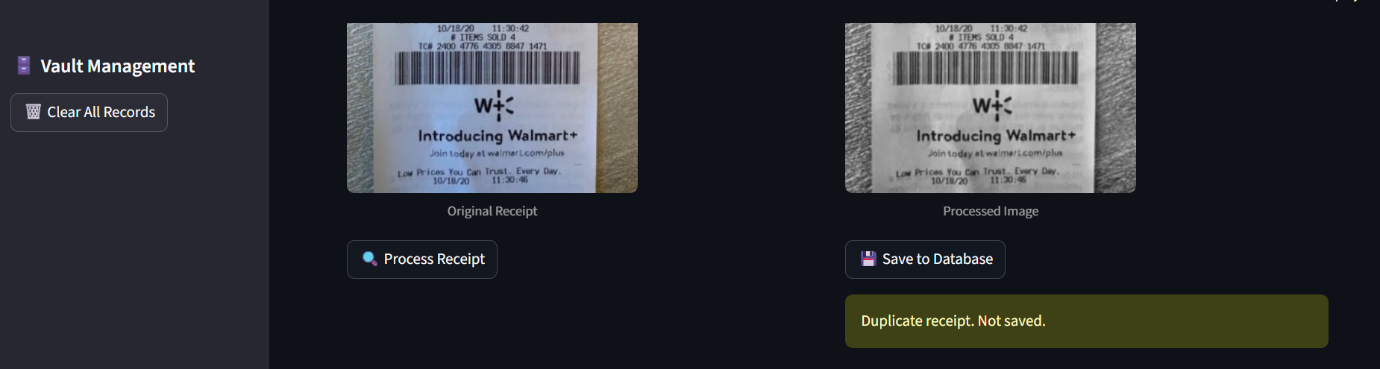 Vault Management
Clear All Records
10/18/20 11:30:42
# ITEMS SOLD 4
TC# 2400 4776 4305 8847 1471
W+
Introducing Walmart+
Join today at walmart.com/plus
Low Prices You Can Trust. Every Day.
10/18/20 11:30:46
Original Receipt
Process Receipt
10/18/20 11:30:42
# ITEMS SOLD 4
TC# 2400 4776 4305 8847 1471
W+
Introducing Walmart+
Join today at walmart.com/plus
Low Prices You Can Trust. Every Day.
10/18/20 11:30:46
Processed Image
Save to Database
Duplicate receipt. Not saved.